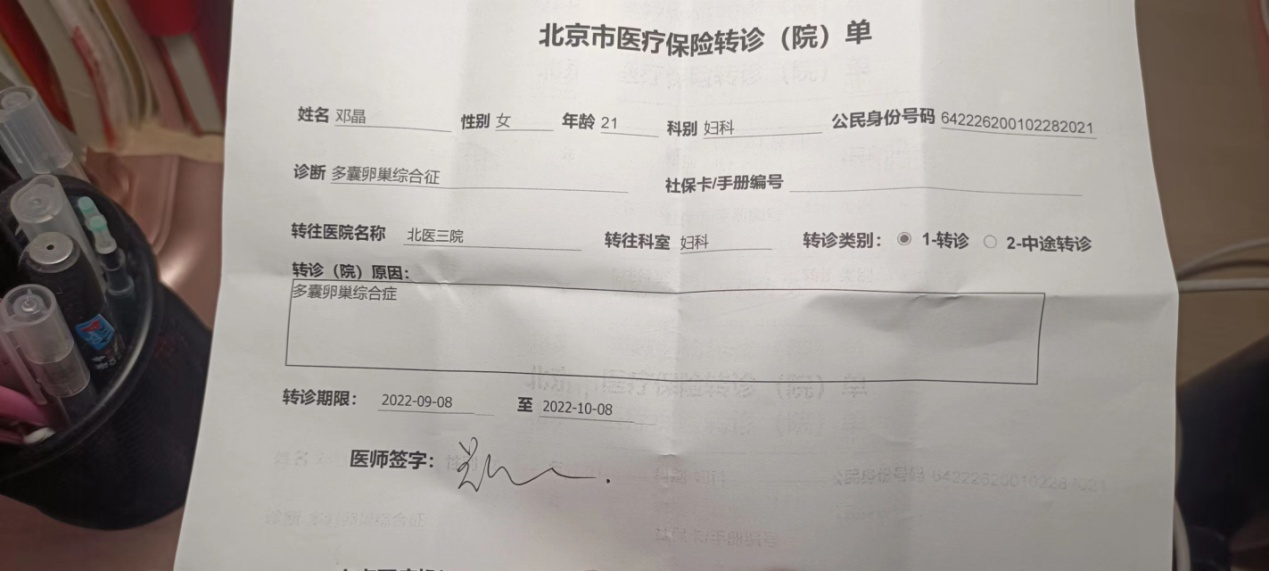 北京市医疗保险转诊（院）单
姓名 邓晶 性别 女 年龄 21 科别 妇科 公民身份号码 642226200102282021
诊断 多囊卵巢综合征 社保卡/手册编号
转往医院名称 北医三院 转往科室 妇科 转诊类别： 1-转诊 2-中途转诊
转诊（院）原因：
多囊卵巢综合症
转诊期限： 2022-09-08 至 2022-10-08
医师签字：